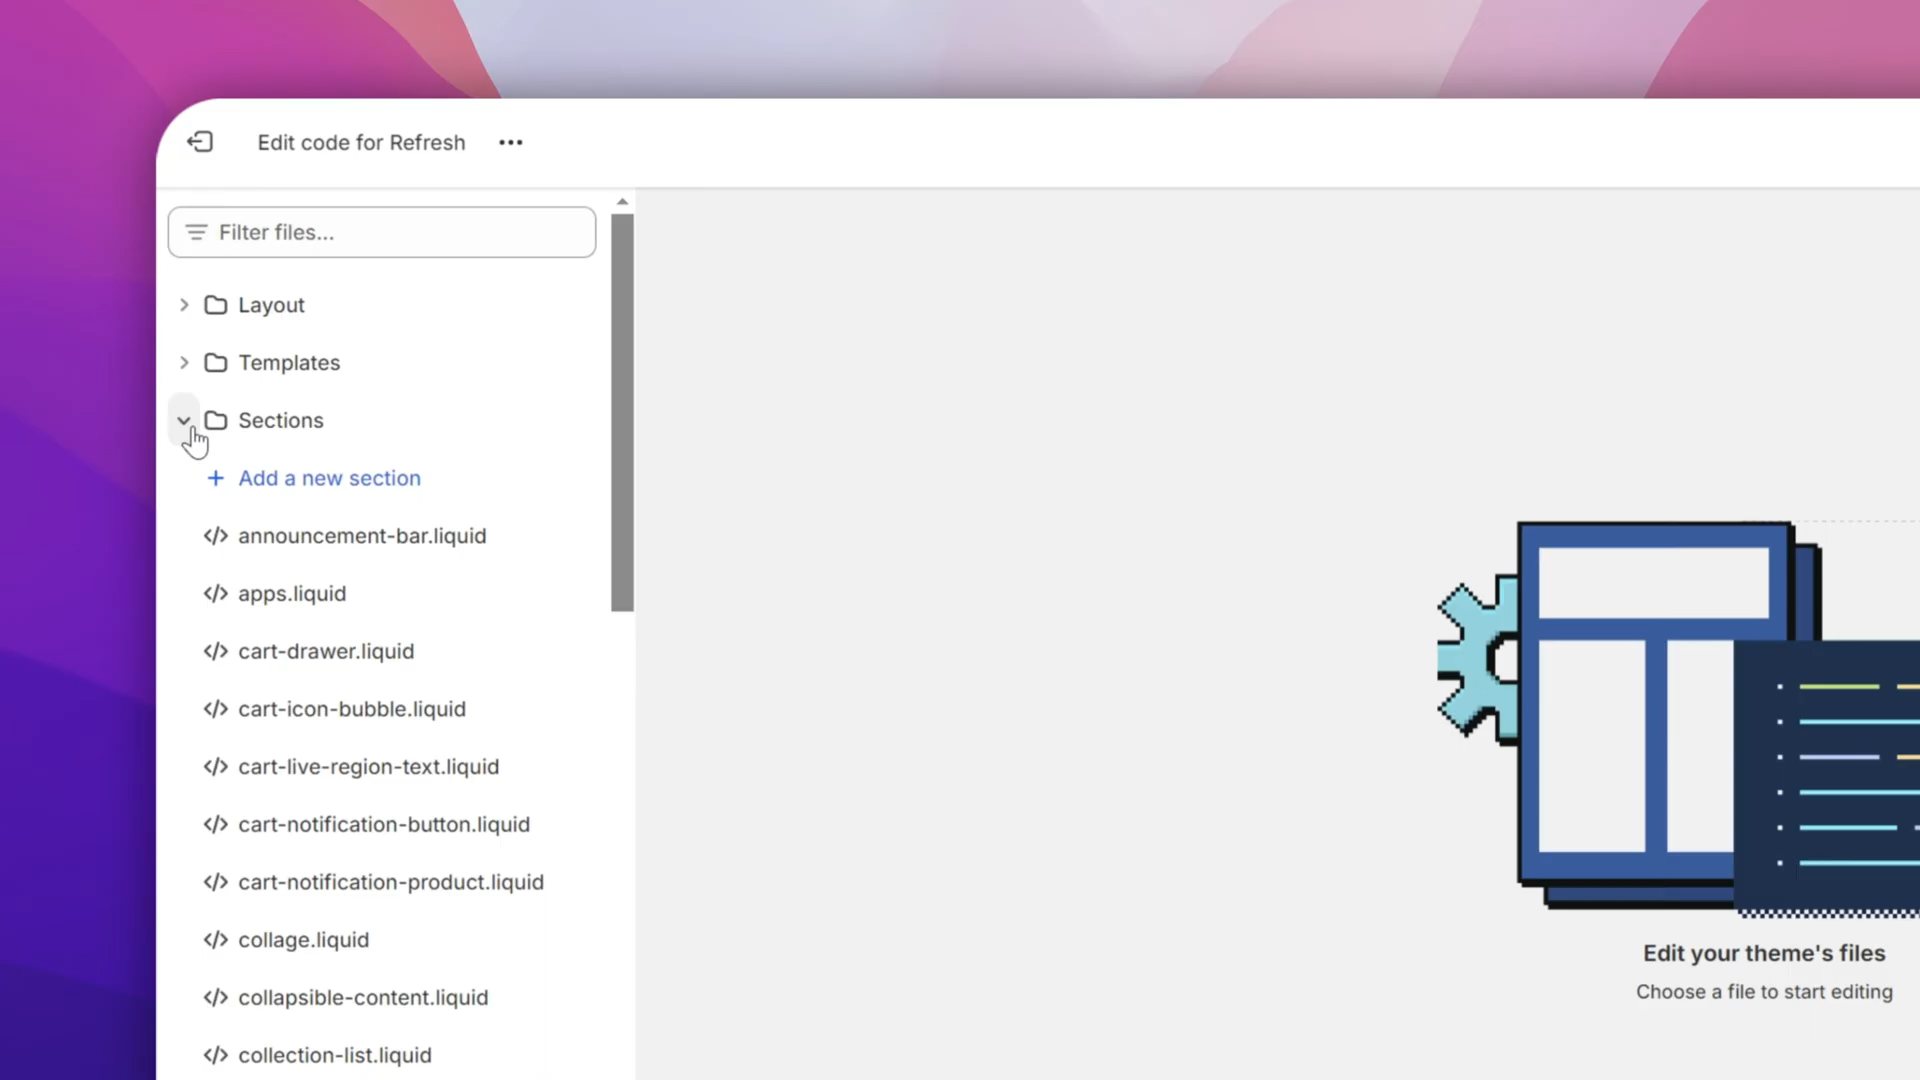 Edit code for Refresh
Filter files...
Layout
Templates
Sections
Add a new section
announcement-bar.liquid
apps.liquid
cart-drawer.liquid
cart-icon-bubble.liquid
cart-live-region-text.liquid
cart-notification-button.liquid
cart-notification-product.liquid
collage.liquid
collapsible-content.liquid
collection-list.liquid
Edit your theme's files
Choose a file to start editing